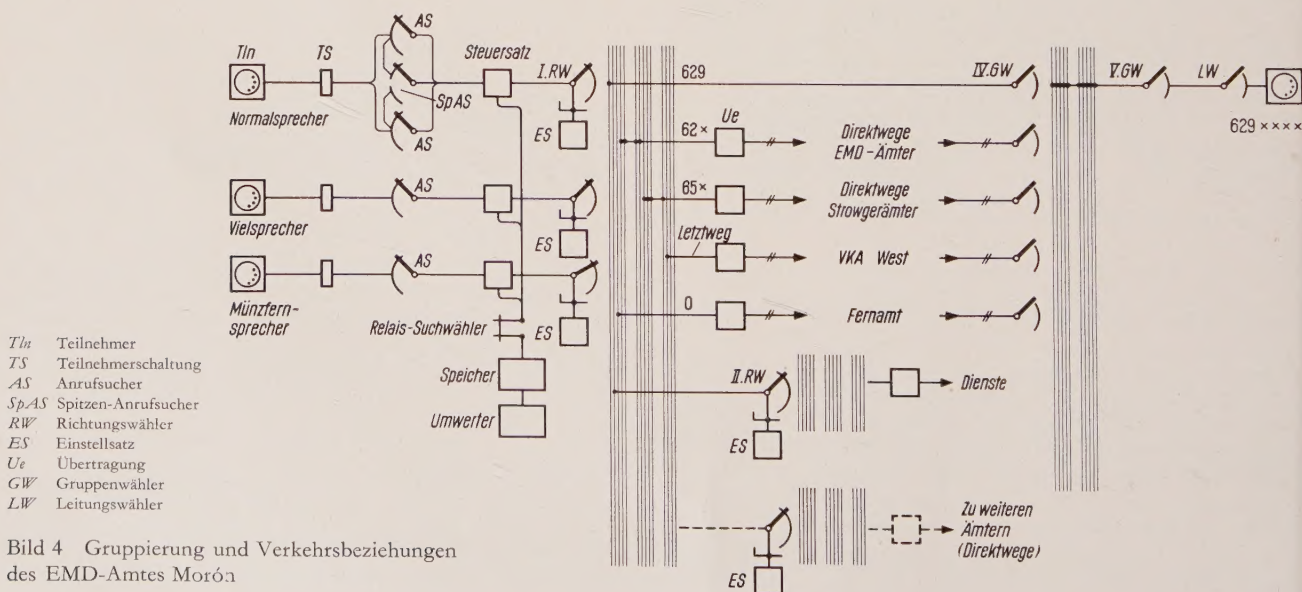 Tln
TS
AS
Steuersatz
I.RW
SpAS
Normalsprecher
AS
ES
629
IV.GW
V.GW
LW
629 ××××
62×
Ue
Direktwege
EMD-Ämter
Vielsprecher
AS
ES
65×
Direktwege
Strowgerämter
Letztweg
VKA West
Münzfern-
sprecher
AS
Relais-Suchwähler
ES
0
Fernamt
Speicher
Umwerter
II.RW
ES
Dienste
ES
Zu weiteren
Ämtern
(Direktwege)
Tln Teilnehmer
TS Teilnehmerschaltung
AS Anrufsucher
SpAS Spitzen-Anrufsucher
RW Richtungswähler
ES Einstellsatz
Ue Übertragung
GW Gruppenwähler
LW Leitungswähler
Bild 4 Gruppierung und Verkehrsbeziehungen
des EMD-Amtes Morón